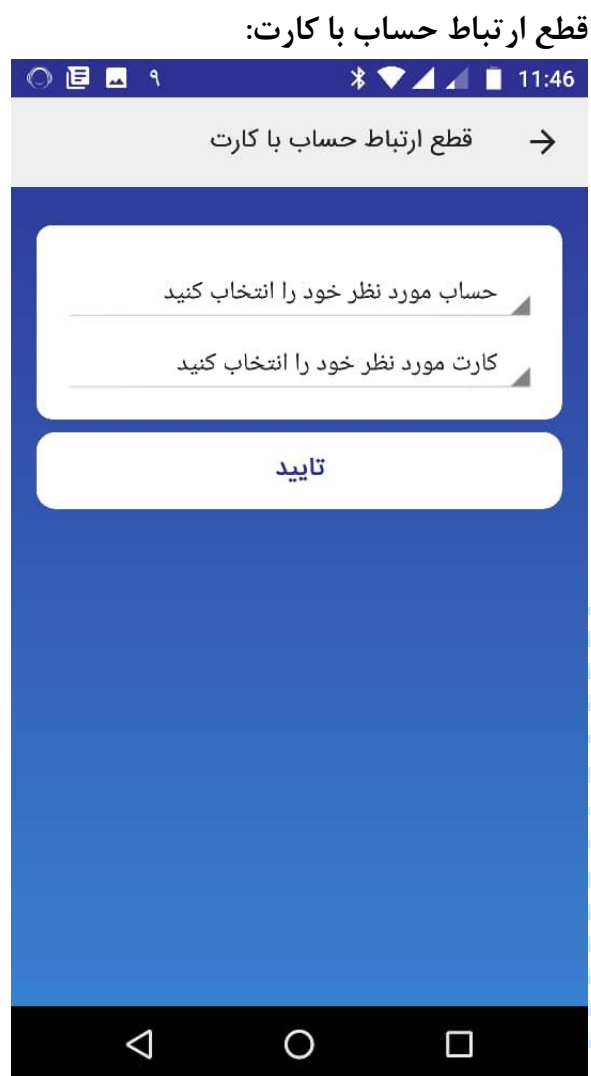 قطع ارتباط حساب با کارت:
۹ 11:46
قطع ارتباط حساب با کارت
حساب مورد نظر خود را انتخاب کنید
کارت مورد نظر خود را انتخاب کنید
تایید